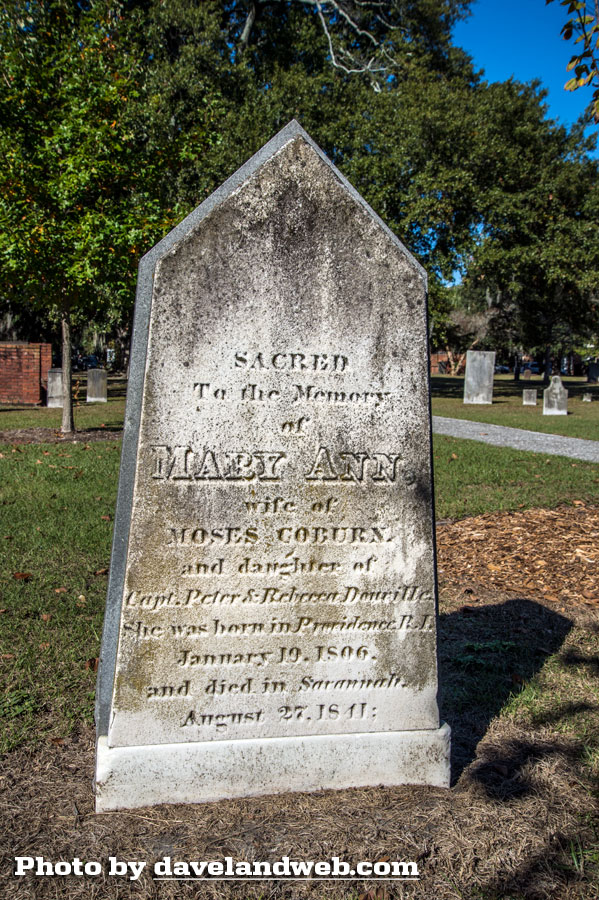 SACRED
To the Memory
of
MARY ANN,
wife of
MOSES COBURN.
and daughter of
Capt. Peter & Rebecca Douville.
She was born in Providence. R.I.
January 19. 1806.
and died in Savannah.
August 27. 1841;
Photo by davelandweb.com